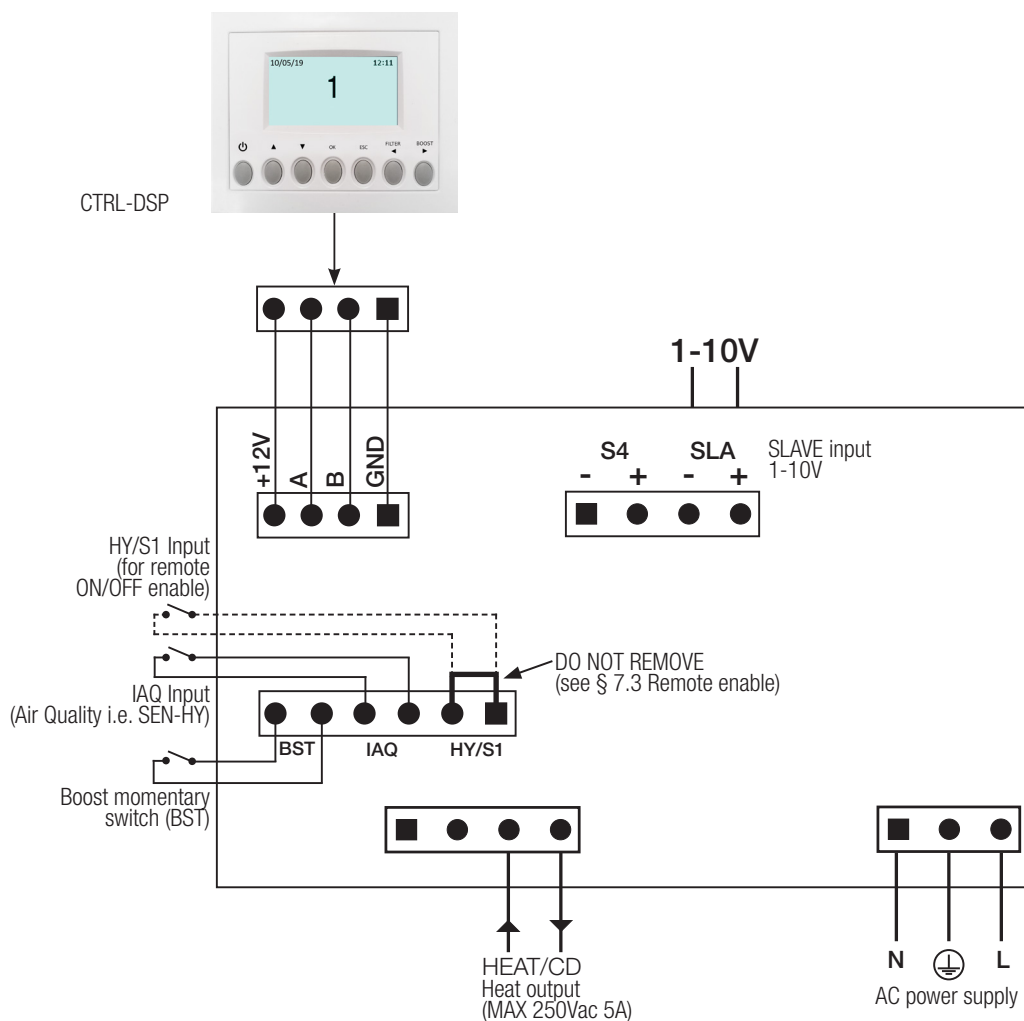 10/05/19 12:11
1
OK ESC FILTER BOOST
CTRL-DSP
1-10V
+12V
A
B
GND
S4 SLA
- + - +
SLAVE input
1-10V
HY/S1 Input
(for remote
ON/OFF enable)
DO NOT REMOVE
(see § 7.3 Remote enable)
IAQ Input
(Air Quality i.e. SEN-HY)
BST IAQ HY/S1
Boost momentary
switch (BST)
HEAT/CD
Heat output
(MAX 250Vac 5A)
N L
AC power supply